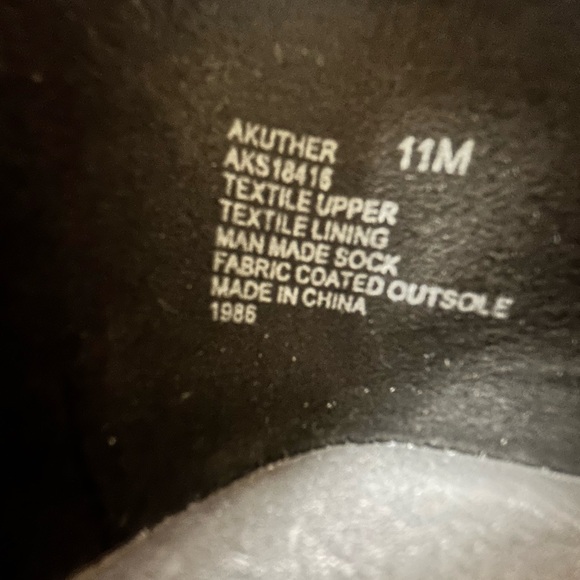 AKUTHER 11M
AKS18416
TEXTILE UPPER
TEXTILE LINING
MAN MADE SOCK
FABRIC COATED OUTSOLE
MADE IN CHINA
1986